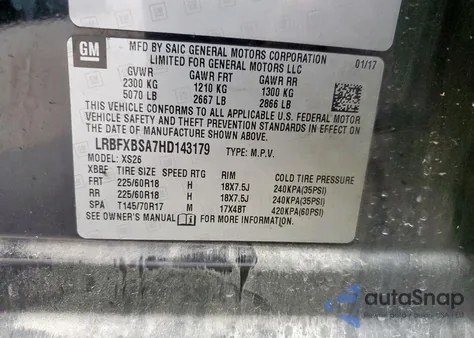 GM
MFD BY SAIC GENERAL MOTORS CORPORATION
LIMITED FOR GENERAL MOTORS LLC
01/17
GVWR GAWR FRT GAWR RR
2300 KG 1210 KG 1300 KG
5070 LB 2667 LB 2866 LB
THIS VEHICLE CONFORMS TO ALL APPLICABLE U.S. FEDERAL MOTOR
VEHICLE SAFETY AND THEFT PREVENTION STANDARDS IN EFFECT
ON THE DATE OF MANUFACTURE SHOWN ABOVE.
LRBFXBSA7HD143179 TYPE: M.P.V.
MODEL: XS26
XBBF TIRE SIZE SPEED RTG RIM COLD TIRE PRESSURE
FRT 225/60R18 H 18X7.5J 240KPA(35PSI)
RR 225/60R18 H 18X7.5J 240KPA(35PSI)
SPA T145/70R17 M 17X4BT 420KPA(60PSI)
SEE OWNER'S MANUAL FOR MORE INFORMATION.
autoSnap